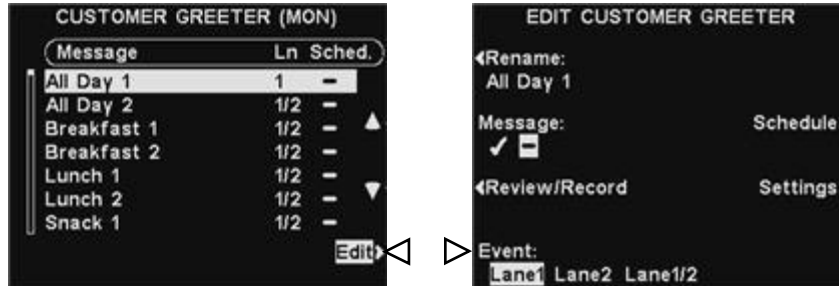 CUSTOMER GREETER (MON)
Message Ln Sched.
All Day 1 1 –
All Day 2 1/2 –
Breakfast 1 1/2 –
Breakfast 2 1/2 –
Lunch 1 1/2 –
Lunch 2 1/2 –
Snack 1 1/2 –
Edit
EDIT CUSTOMER GREETER
Rename:
All Day 1
Message: Schedule
✓ –
Review/Record Settings
Event:
Lane1 Lane2 Lane1/2